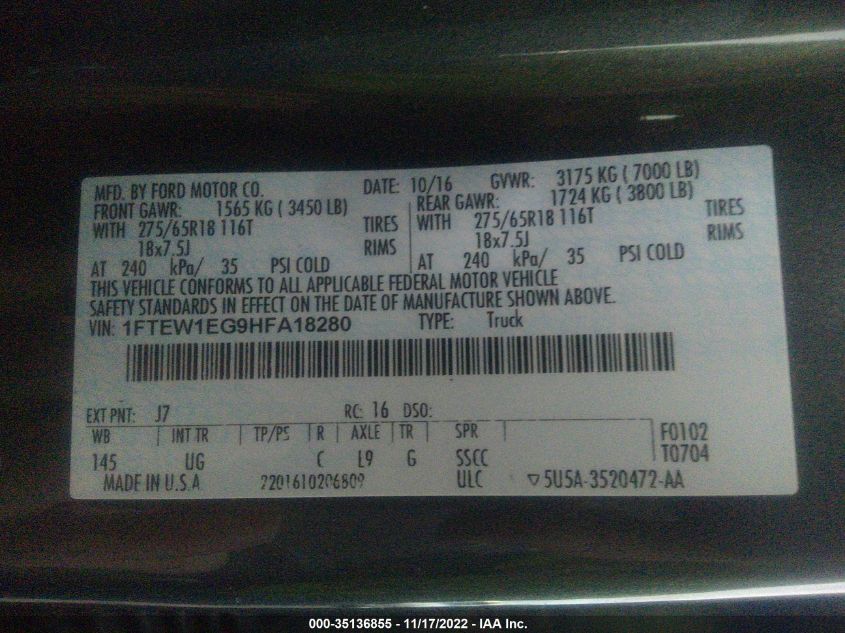 MFD. BY FORD MOTOR CO. DATE: 10/16 GVWR: 3175 KG ( 7000 LB)
FRONT GAWR: 1565 KG ( 3450 LB) REAR GAWR: 1724 KG ( 3800 LB)
WITH 275/65R18 116T TIRES WITH 275/65R18 116T TIRES
18x7.5J RIMS 18x7.5J RIMS
AT 240 kPa/ 35 PSI COLD AT 240 kPa/ 35 PSI COLD
THIS VEHICLE CONFORMS TO ALL APPLICABLE FEDERAL MOTOR VEHICLE
SAFETY STANDARDS IN EFFECT ON THE DATE OF MANUFACTURE SHOWN ABOVE.
VIN: 1FTEW1EG9HFA18280 TYPE: Truck
EXT PNT: J7 RC: 16 DSO:
WB INT TR TP/PS R AXLE TR SPR F0102
145 UG C L9 G SSCC T0704
MADE IN U.S.A. 2201610206809 ULC ▽5U5A-3520472-AA
000-35136855 - 11/17/2022 - IAA Inc.